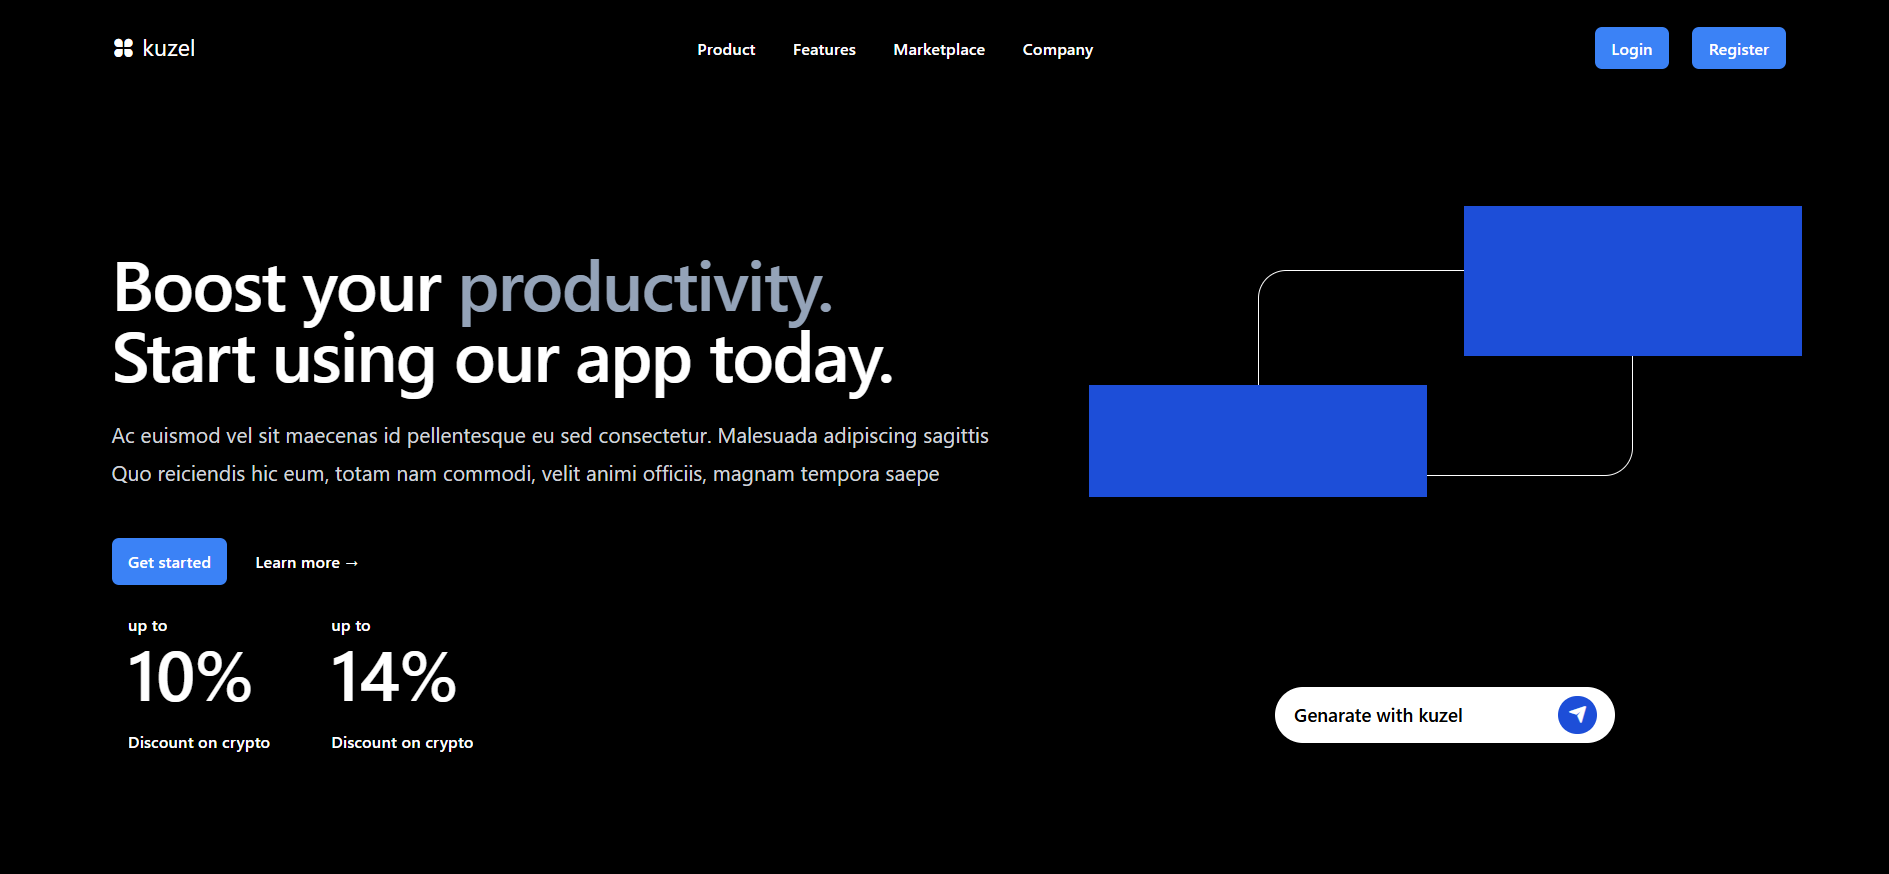 kuzel
Product Features Marketplace Company
Login Register
Boost your productivity.
Start using our app today.
Ac euismod vel sit maecenas id pellentesque eu sed consectetur. Malesuada adipiscing sagittis
Quo reiciendis hic eum, totam nam commodi, velit animi officiis, magnam tempora saepe
Get started Learn more →
up to
10%
Discount on crypto
up to
14%
Discount on crypto
Genarate with kuzel